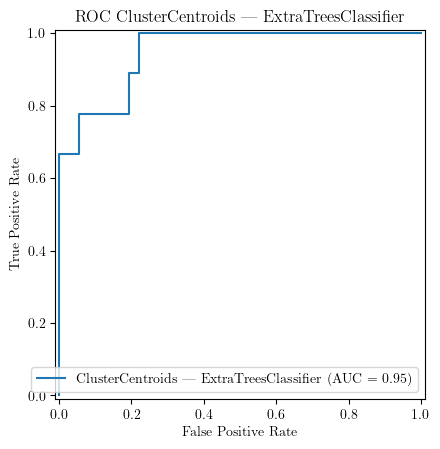 ROC ClusterCentroids — ExtraTreesClassifier
1.0
0.8
0.6
0.4
0.2
0.0
True Positive Rate
ClusterCentroids — ExtraTreesClassifier (AUC = 0.95)
0.0 0.2 0.4 0.6 0.8 1.0
False Positive Rate